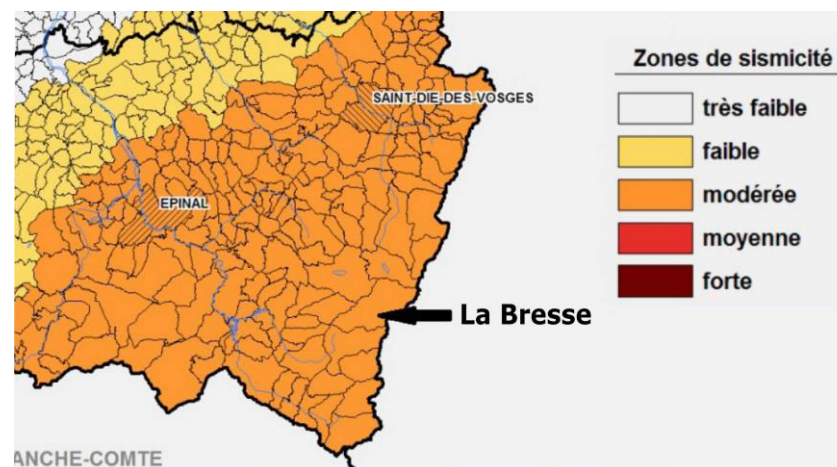 Zones de sismicité
très faible
faible
modérée
moyenne
forte
SAINT-DIE-DES-VOSGES
EPINAL
La Bresse
ANCHE-COMTE